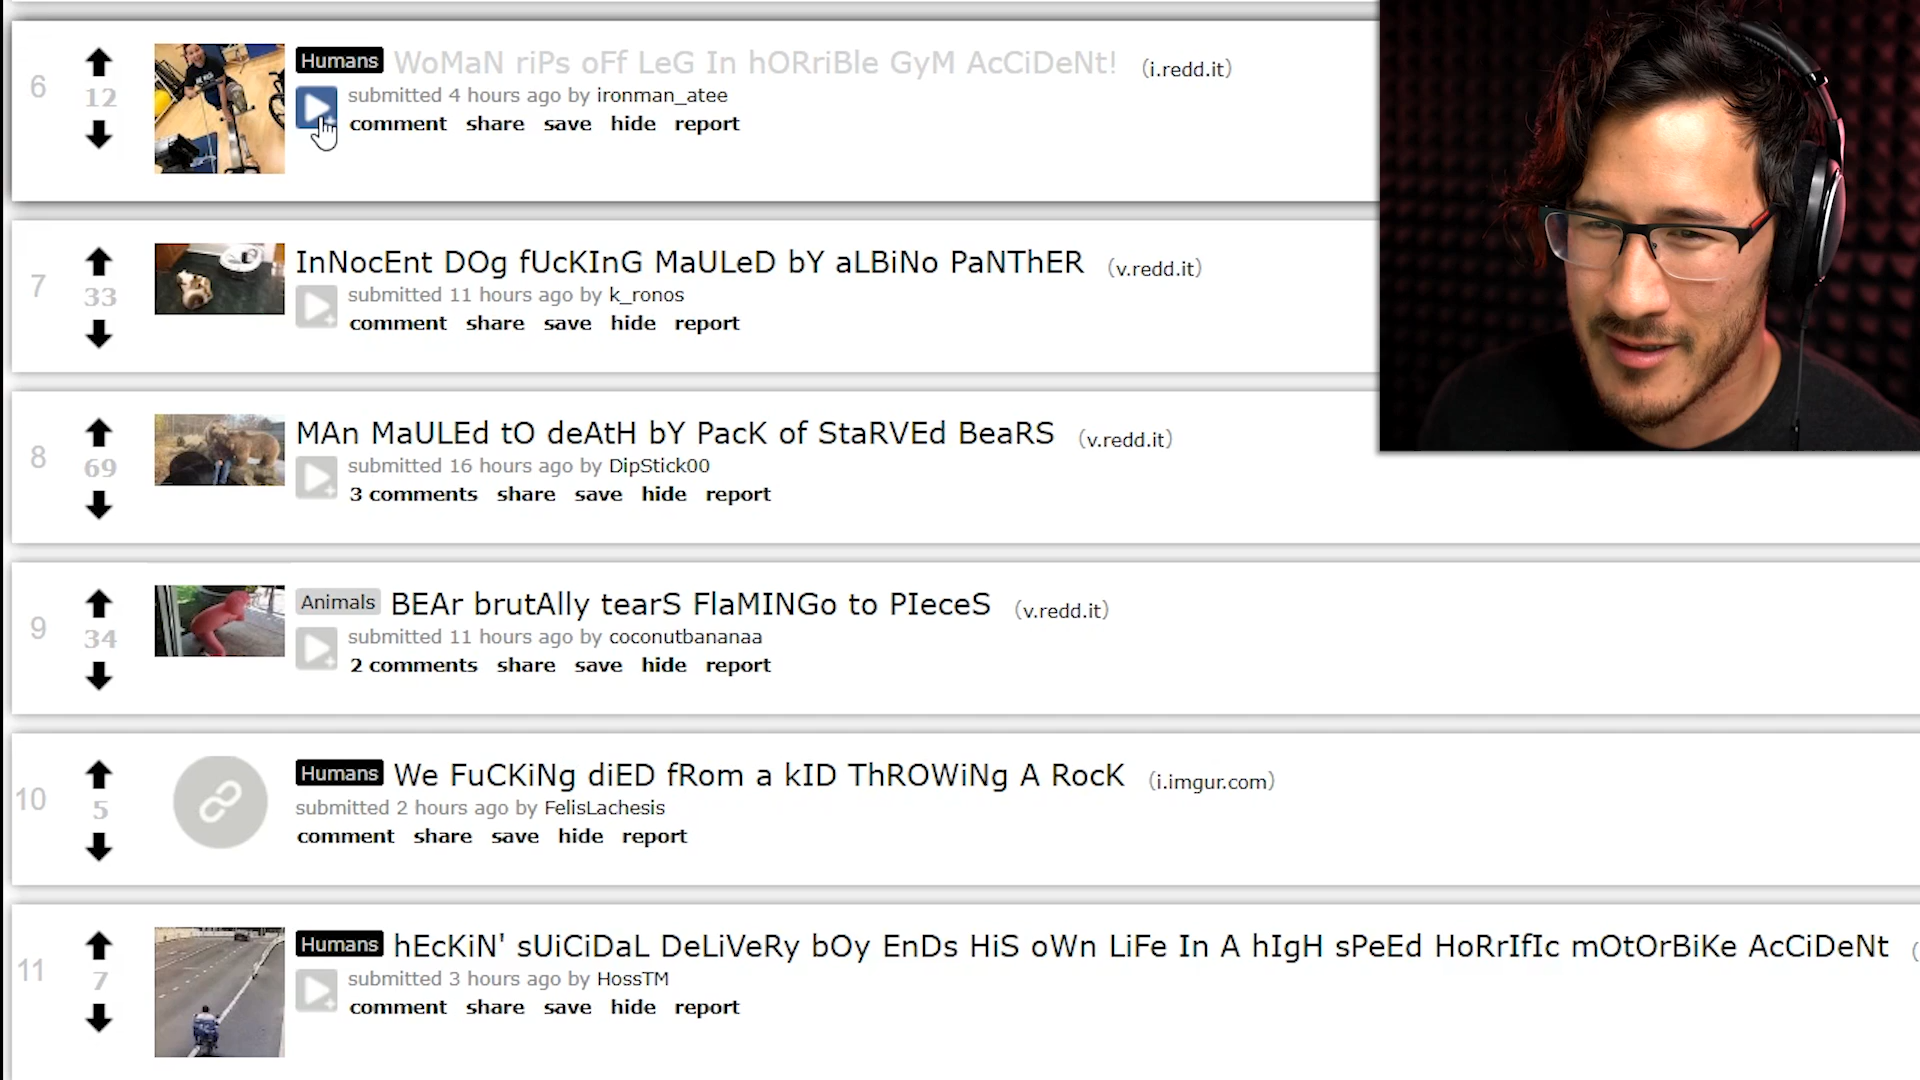 6
12
Humans WoMaN riPs oFf LeG In hORriBle GyM AcCiDeNt! (i.redd.it)
submitted 4 hours ago by ironman_atee
comment share save hide report
7
33
InNocEnt DOg fUcKInG MaULeD bY aLBiNo PaNThER (v.redd.it)
submitted 11 hours ago by k_ronos
comment share save hide report
8
69
MAn MaULEd tO deAtH bY PacK of StaRVEd BeaRS (v.redd.it)
submitted 16 hours ago by DipStick00
3 comments share save hide report
9
34
Animals BEAr brutAlly tearS FlaMINGo to PIeceS (v.redd.it)
submitted 11 hours ago by coconutbananaa
2 comments share save hide report
10
5
Humans We FuCKiNg diED fRom a kID ThROWiNg A RocK (i.imgur.com)
submitted 2 hours ago by FelisLachesis
comment share save hide report
11
7
Humans hEcKiN' sUiCiDaL DeLiVeRy bOy EnDs HiS oWn LiFe In A hIgH sPeEd HoRrIfIc mOtOrBiKe AcCiDeNt (
submitted 3 hours ago by HossTM
comment share save hide report